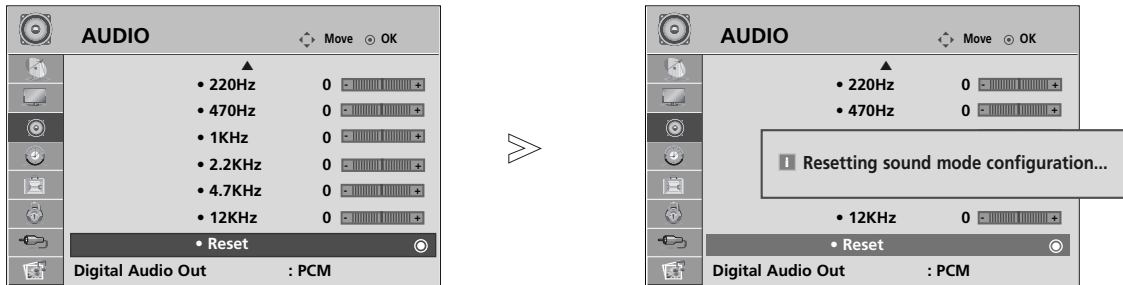 AUDIO
Move OK
• 220Hz 0 - +
• 470Hz 0 - +
• 1KHz 0 - +
• 2.2KHz 0 - +
• 4.7KHz 0 - +
• 12KHz 0 - +
• Reset
Digital Audio Out : PCM
AUDIO
Move OK
• 220Hz 0 - +
• 470Hz 0 - +
i Resetting sound mode configuration...
• 12KHz 0 - +
• Reset
Digital Audio Out : PCM